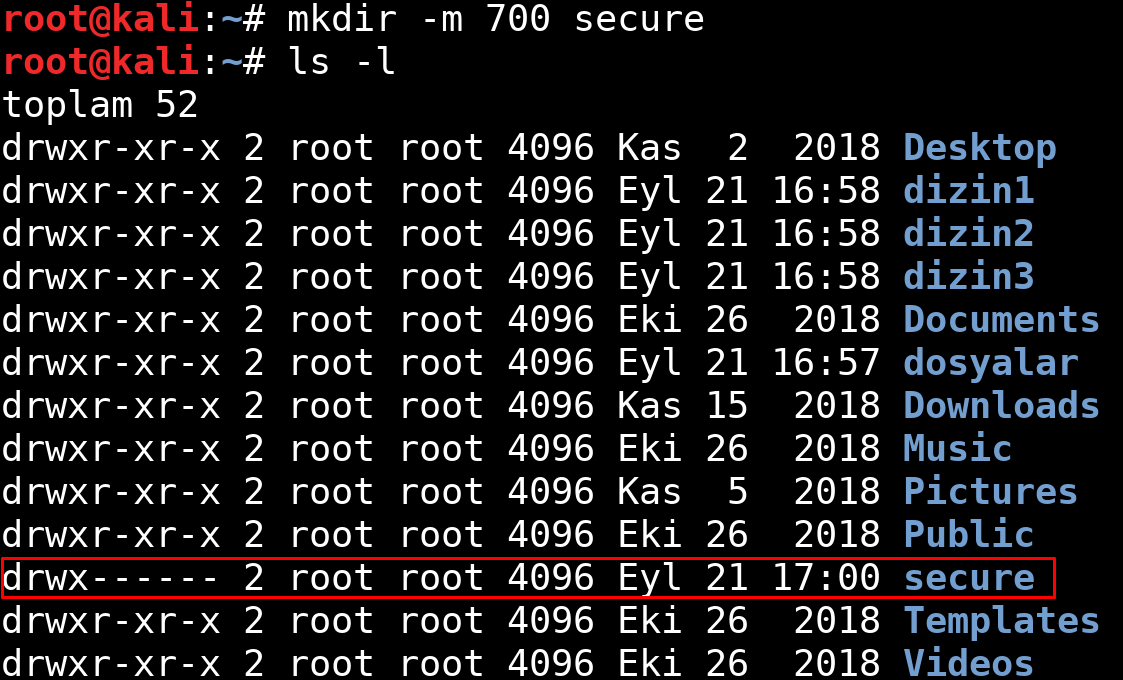 root@kali:~# mkdir -m 700 secure
root@kali:~# ls -l
toplam 52
drwxr-xr-x 2 root root 4096 Kas  2  2018 Desktop
drwxr-xr-x 2 root root 4096 Eyl 21 16:58 dizin1
drwxr-xr-x 2 root root 4096 Eyl 21 16:58 dizin2
drwxr-xr-x 2 root root 4096 Eyl 21 16:58 dizin3
drwxr-xr-x 2 root root 4096 Eki 26  2018 Documents
drwxr-xr-x 2 root root 4096 Eyl 21 16:57 dosyalar
drwxr-xr-x 2 root root 4096 Kas 15  2018 Downloads
drwxr-xr-x 2 root root 4096 Eki 26  2018 Music
drwxr-xr-x 2 root root 4096 Kas  5  2018 Pictures
drwxr-xr-x 2 root root 4096 Eki 26  2018 Public
drwx------ 2 root root 4096 Eyl 21 17:00 secure
drwxr-xr-x 2 root root 4096 Eki 26  2018 Templates
drwxr-xr-x 2 root root 4096 Eki 26  2018 Videos